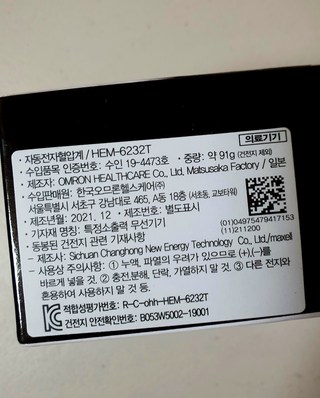 의료기기
· 자동전자혈압계 / HEM-6232T
· 수입품목 인증번호: 수인 19-4473호 · 중량: 약 91g (건전지 제외)
· 제조자: OMRON HEALTHCARE Co., Ltd. Matsusaka Factory / 일본
· 수입판매원: 한국오므론헬스케어㈜
서울특별시 서초구 강남대로 465, A동 18층 (서초동, 교보타워)
· 제조년월: 2021. 12 · 제조번호: 별도표시
· 기자재 명칭: 특정소출력 무선기기
(01)04975479417153
(11)211200
· 동봉된 건전지 관련 기재사항
- 제조사: Sichuan Changhong New Energy Technology Co., Ltd./maxell
- 사용상 주의사항: ① 누액, 파열의 우려가 있으므로 (+),(-)를
바르게 넣을 것. ② 충전.분해, 단락, 가열하지 말 것. ③ 다른 전지와
혼용하여 사용하지 말 것 등.
적합성평가번호: R-C-ohh-HEM-6232T
건전지 안전확인번호: B053W5002-19001